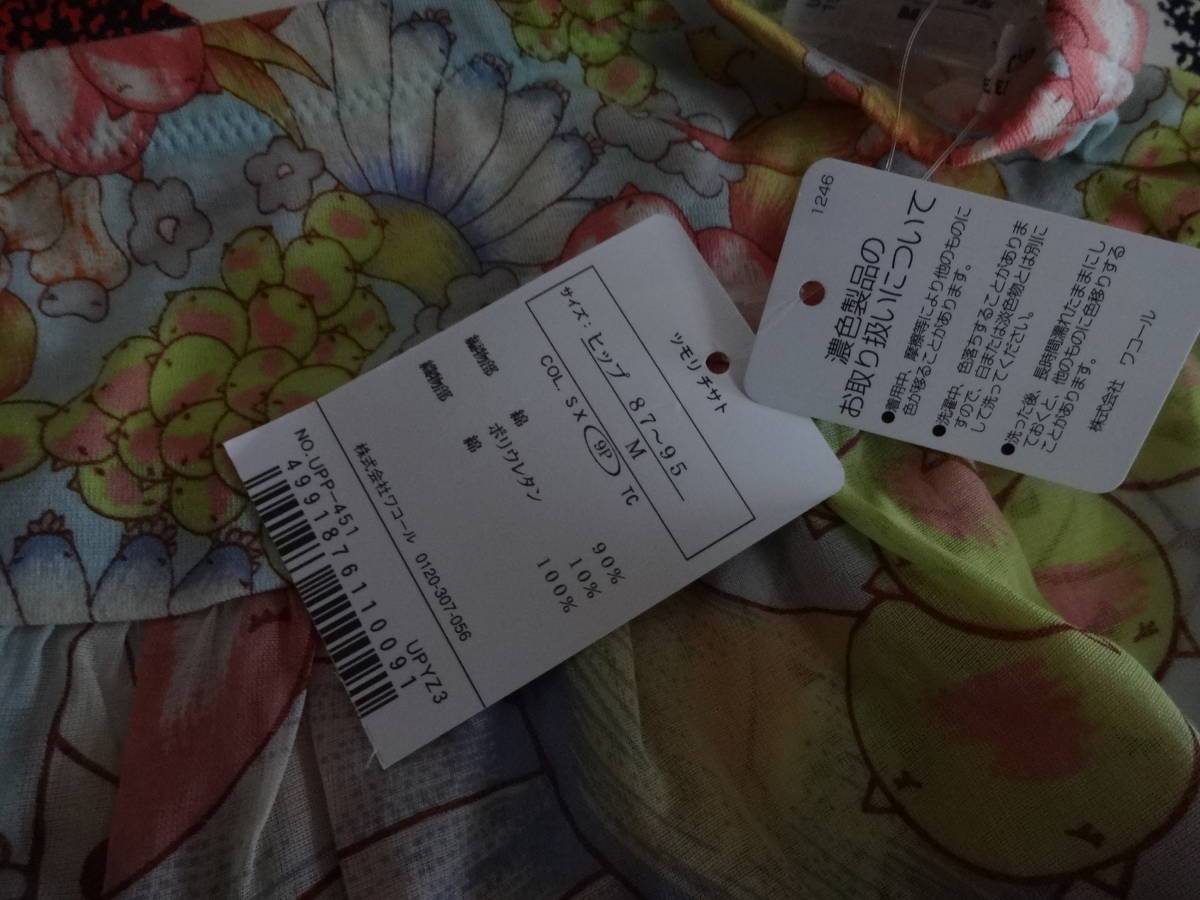 ツモリ チサト
サイズ: ヒップ 87~95
M
COL. SX 9P TC
編物部 綿 90%
ポリウレタン 10%
織物部 綿 100%
株式会社ワコール 0120-307-056
NO.UPP-451 UPYZ3
4991876110091
1246
濃色製品の
お取り扱いについて
●着用中、摩擦等により他のものに
色が移ることがあります。
●洗濯中、色落ちすることがありま
すので、白または淡色物とは別に
して洗ってください。
●洗った後、長時間濡れたままにし
ておくと、他のものに色移りする
ことがあります。
株式会社 ワコール